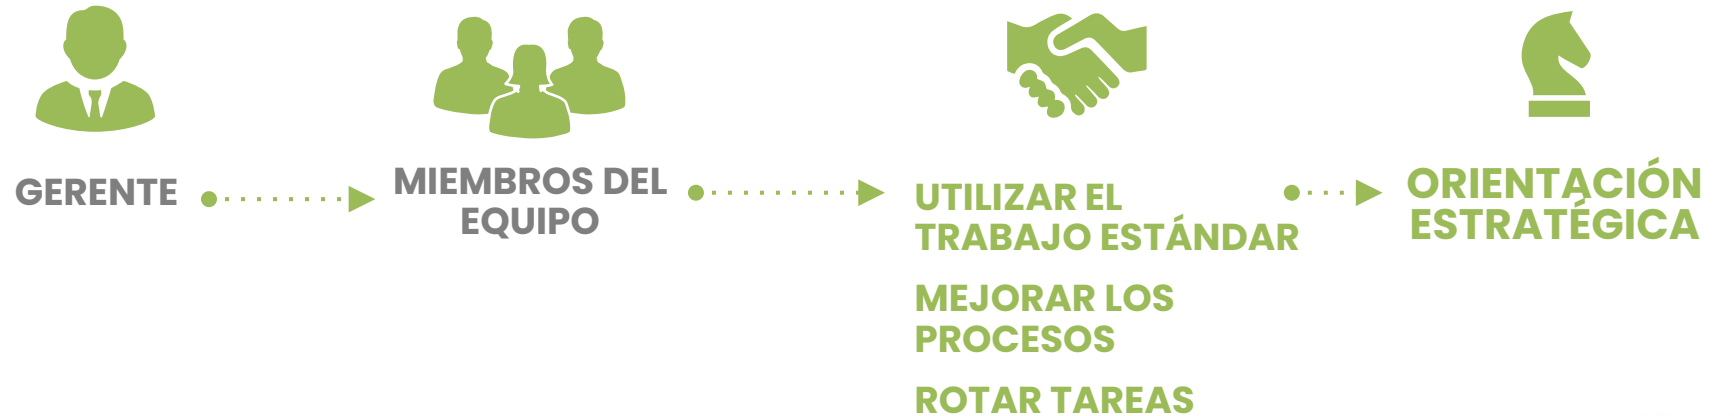 GERENTE
MIEMBROS DEL
EQUIPO
UTILIZAR EL
TRABAJO ESTÁNDAR
MEJORAR LOS
PROCESOS
ROTAR TAREAS
ORIENTACIÓN
ESTRATÉGICA